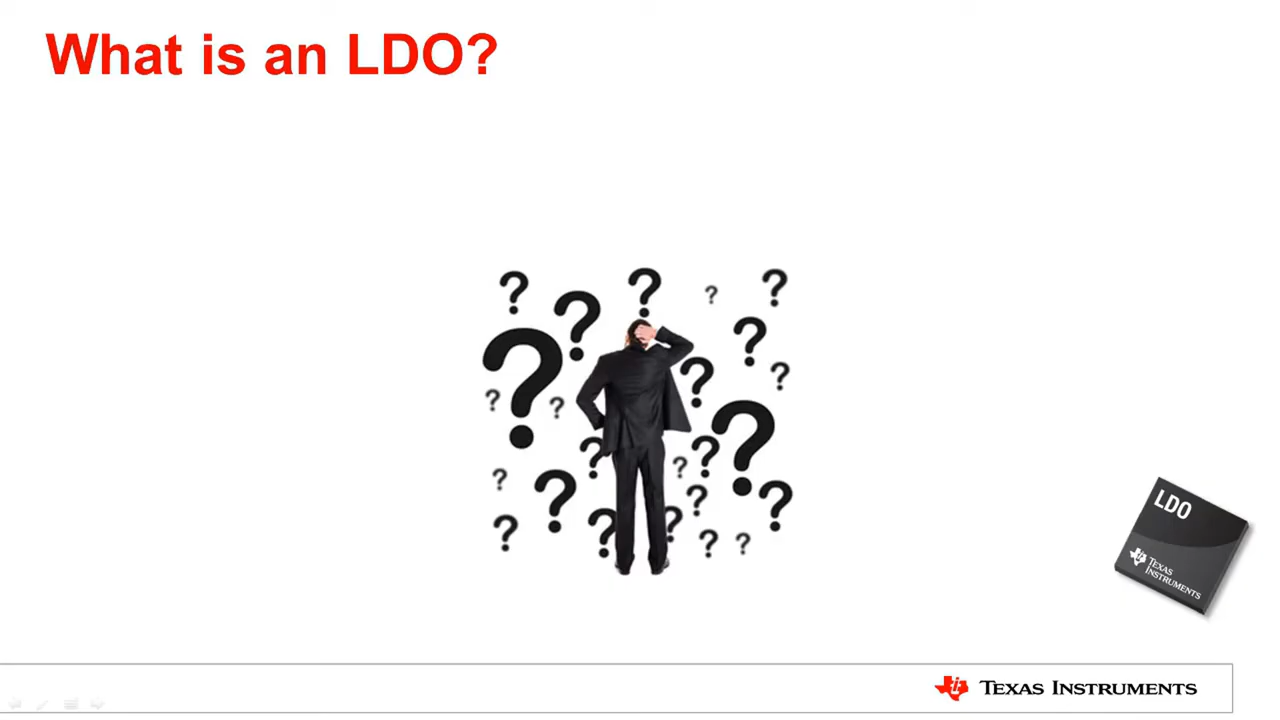 What is an LDO?
? ? ? ? ?
? ? ?
? ? ? ?
? ?
? ? ?
? ? ? ?
? ? ? ? ?
LDO
TEXAS
INSTRUMENTS
TEXAS INSTRUMENTS